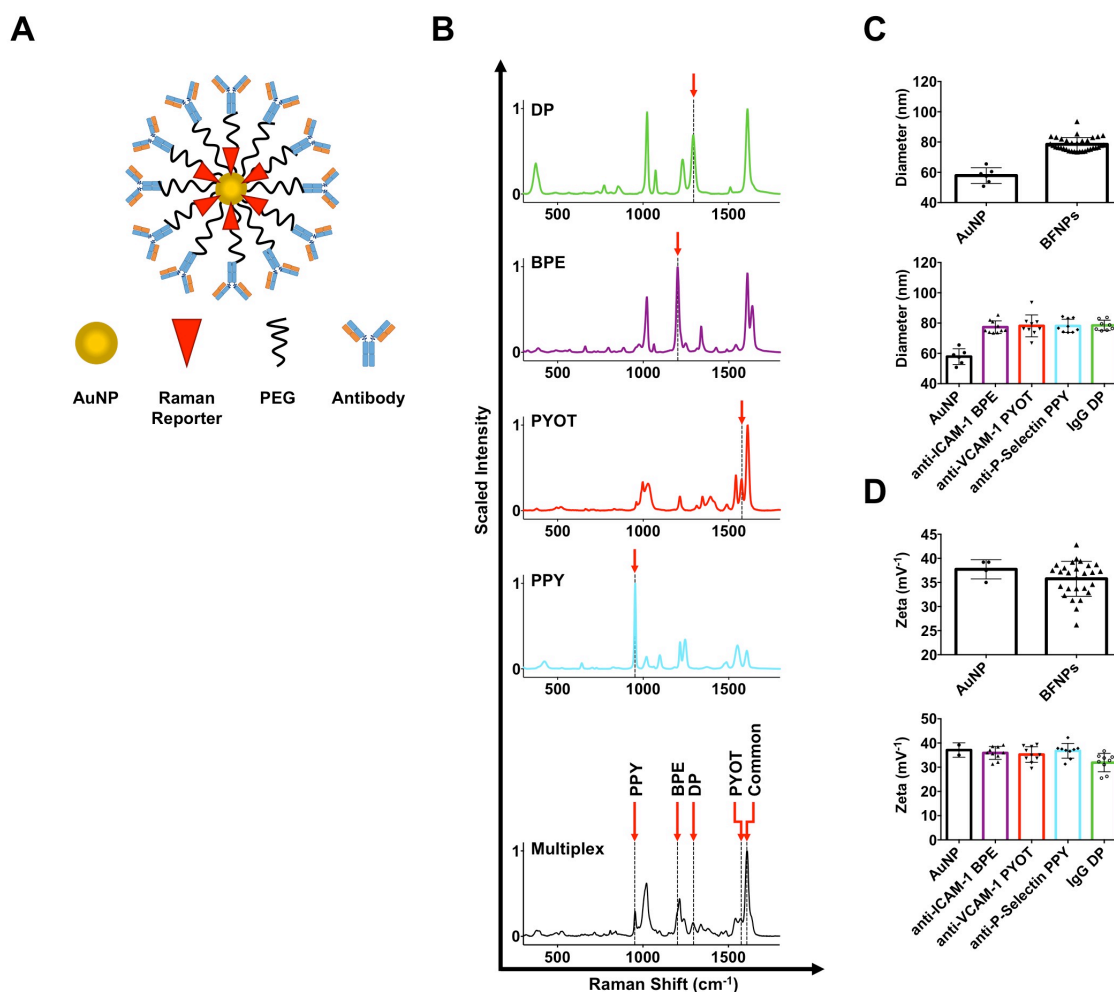 A
AuNP
Raman
Reporter
PEG
Antibody
B
Scaled Intensity
DP
1
0
500
1000
1500
BPE
1
0
500
1000
1500
PYOT
1
0
500
1000
1500
PPY
1
0
500
1000
1500
PPY
BPE
DP
PYOT
Common
Multiplex
1
0
500
1000
1500
Raman Shift (cm⁻¹)
C
Diameter (nm)
120
100
80
60
40
AuNP
BFNPs
Diameter (nm)
120
100
80
60
40
AuNP
anti-ICAM-1 BPE
anti-VCAM-1 PYOT
anti-P-Selectin PPY
IgG DP
D
Zeta (mV⁻¹)
45
40
35
30
25
20
AuNP
BFNPs
Zeta (mV⁻¹)
50
40
30
20
10
0
AuNP
anti-ICAM-1 BPE
anti-VCAM-1 PYOT
anti-P-Selectin PPY
IgG DP